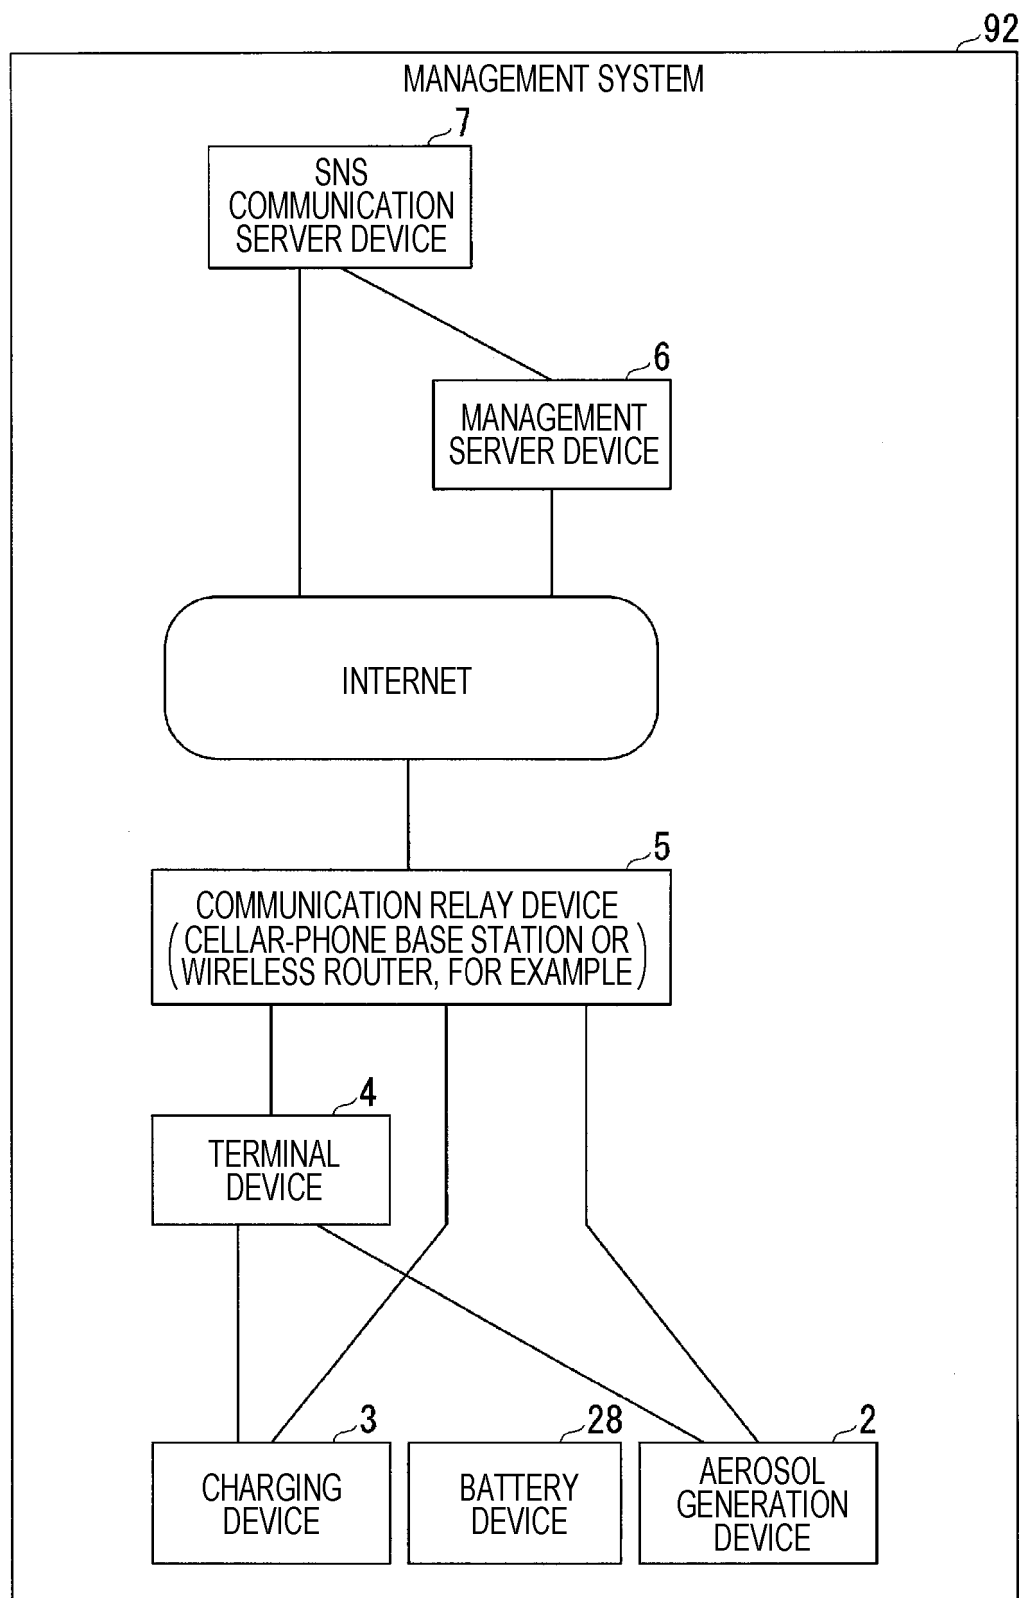 92
MANAGEMENT SYSTEM
7
SNS
COMMUNICATION
SERVER DEVICE
6
MANAGEMENT
SERVER DEVICE
INTERNET
5
COMMUNICATION RELAY DEVICE
(CELLAR-PHONE BASE STATION OR
WIRELESS ROUTER, FOR EXAMPLE)
4
TERMINAL
DEVICE
3
CHARGING
DEVICE
28
BATTERY
DEVICE
2
AEROSOL
GENERATION
DEVICE